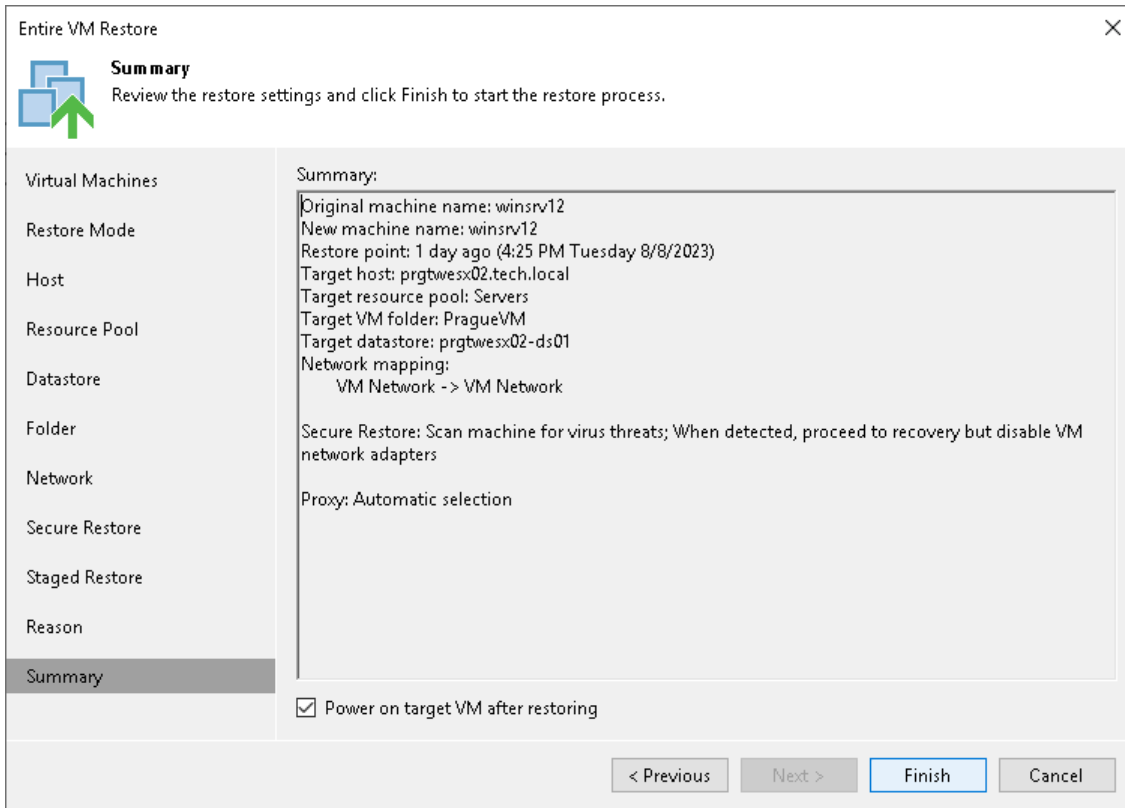 Entire VM Restore
Summary
Review the restore settings and click Finish to start the restore process.
Virtual Machines
Restore Mode
Host
Resource Pool
Datastore
Folder
Network
Secure Restore
Staged Restore
Reason
Summary
Summary:
Original machine name: winsrv12
New machine name: winsrv12
Restore point: 1 day ago (4:25 PM Tuesday 8/8/2023)
Target host: prgtwesx02.tech.local
Target resource pool: Servers
Target VM folder: PragueVM
Target datastore: prgtwesx02-ds01
Network mapping:
VM Network -> VM Network
Secure Restore: Scan machine for virus threats; When detected, proceed to recovery but disable VM
network adapters
Proxy: Automatic selection
Power on target VM after restoring
< Previous
Next >
Finish
Cancel